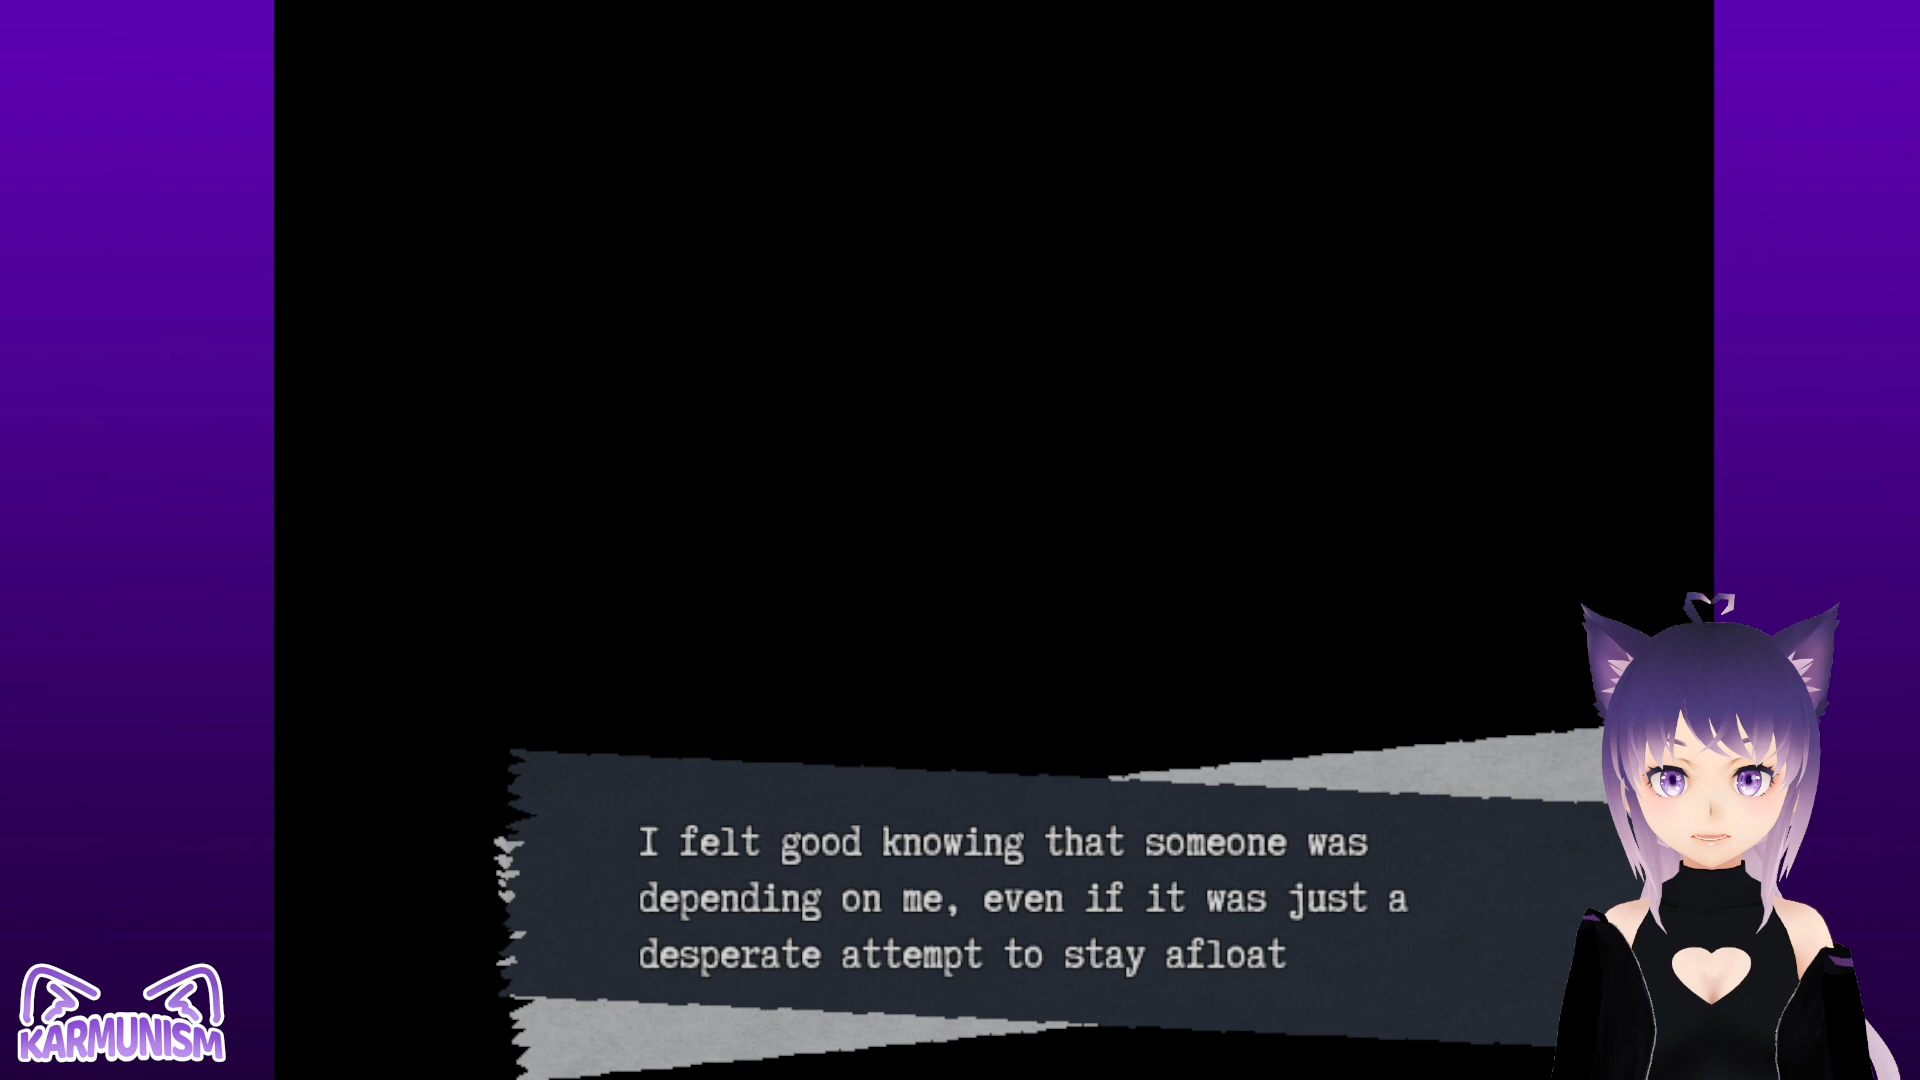 I felt good knowing that someone was
depending on me, even if it was just a
desperate attempt to stay afloat
KARMUNISM